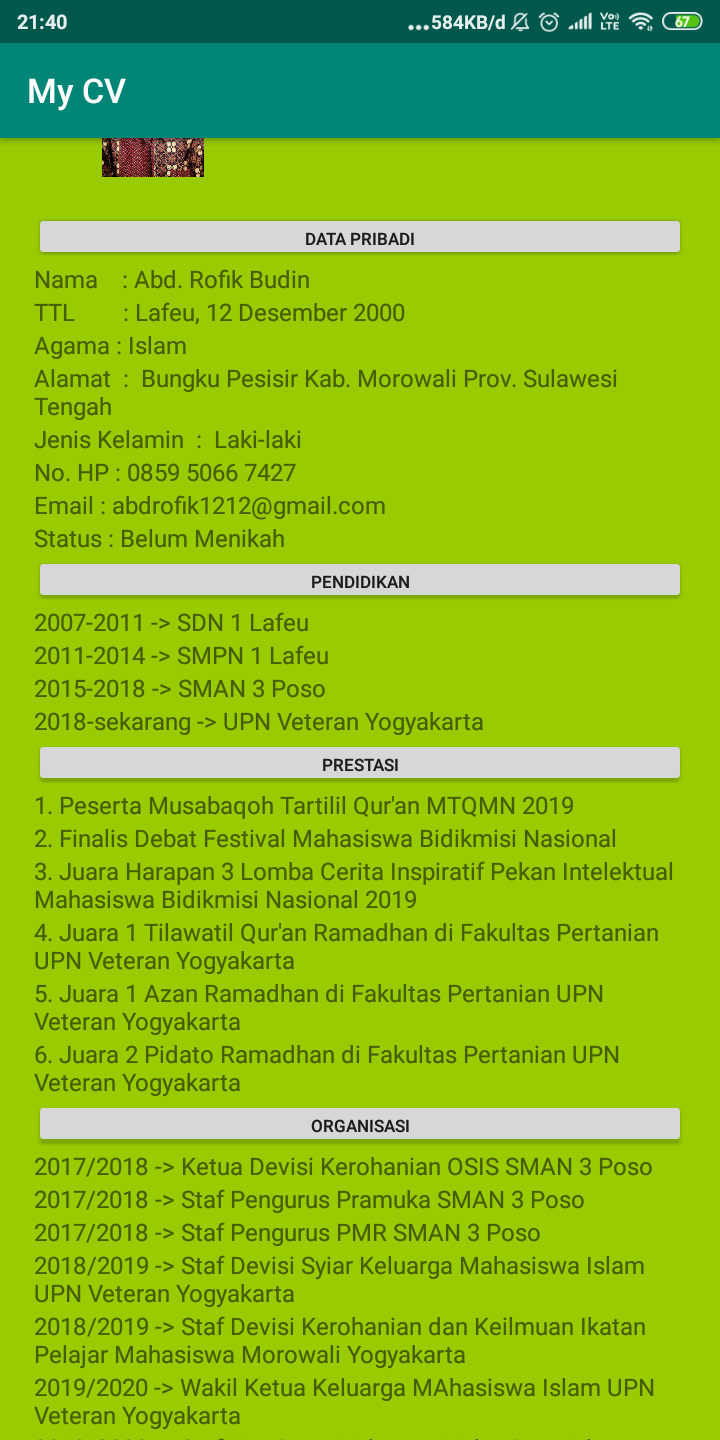 21:40
...584KB/d
Vo)) LTE
67
My CV
DATA PRIBADI
Nama : Abd. Rofik Budin
TTL : Lafeu, 12 Desember 2000
Agama : Islam
Alamat : Bungku Pesisir Kab. Morowali Prov. Sulawesi
Tengah
Jenis Kelamin : Laki-laki
No. HP : 0859 5066 7427
Email : abdrofik1212@gmail.com
Status : Belum Menikah
PENDIDIKAN
2007-2011 -> SDN 1 Lafeu
2011-2014 -> SMPN 1 Lafeu
2015-2018 -> SMAN 3 Poso
2018-sekarang -> UPN Veteran Yogyakarta
PRESTASI
1. Peserta Musabaqoh Tartilil Qur'an MTQMN 2019
2. Finalis Debat Festival Mahasiswa Bidikmisi Nasional
3. Juara Harapan 3 Lomba Cerita Inspiratif Pekan Intelektual
Mahasiswa Bidikmisi Nasional 2019
4. Juara 1 Tilawatil Qur'an Ramadhan di Fakultas Pertanian
UPN Veteran Yogyakarta
5. Juara 1 Azan Ramadhan di Fakultas Pertanian UPN
Veteran Yogyakarta
6. Juara 2 Pidato Ramadhan di Fakultas Pertanian UPN
Veteran Yogyakarta
ORGANISASI
2017/2018 -> Ketua Devisi Kerohanian OSIS SMAN 3 Poso
2017/2018 -> Staf Pengurus Pramuka SMAN 3 Poso
2017/2018 -> Staf Pengurus PMR SMAN 3 Poso
2018/2019 -> Staf Devisi Syiar Keluarga Mahasiswa Islam
UPN Veteran Yogyakarta
2018/2019 -> Staf Devisi Kerohanian dan Keilmuan Ikatan
Pelajar Mahasiswa Morowali Yogyakarta
2019/2020 -> Wakil Ketua Keluarga MAhasiswa Islam UPN
Veteran Yogyakarta